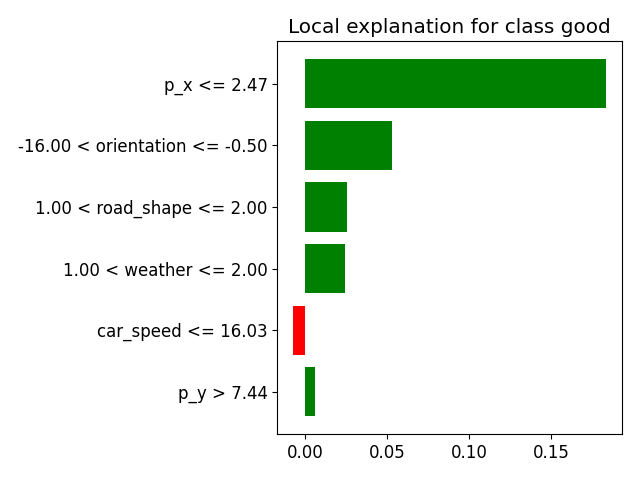 Local explanation for class good
p_x <= 2.47
-16.00 < orientation <= -0.50
1.00 < road_shape <= 2.00
1.00 < weather <= 2.00
car_speed <= 16.03
p_y > 7.44
0.00 0.05 0.10 0.15